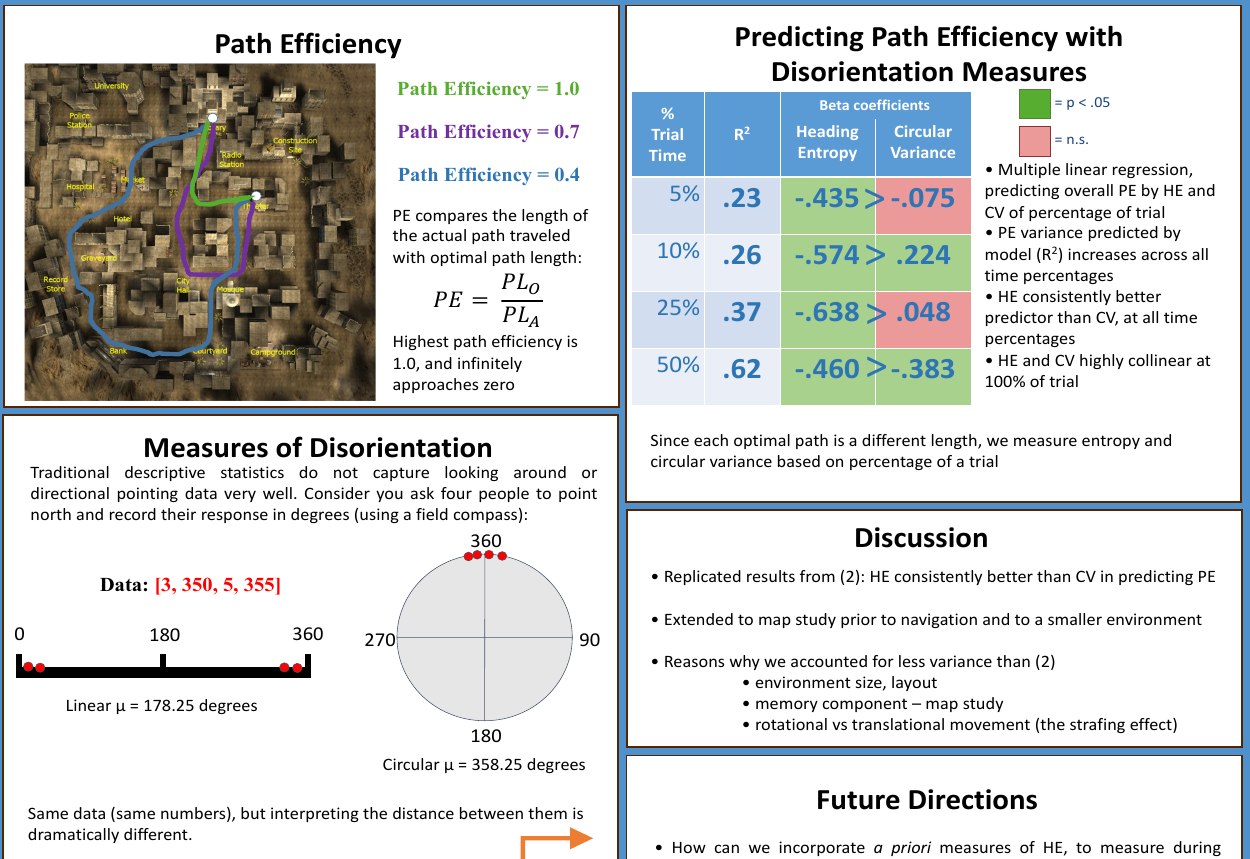 Path Efficiency
University
Police
Station
Radio
Station
Construction
Site
Hospital
Hotel
Graveyard
Record
Store
City
Hall
Mosque
Bank
Courtyard
Campground
Path Efficiency = 1.0
Path Efficiency = 0.7
Path Efficiency = 0.4
PE compares the length of
the actual path traveled
with optimal path length:
PE = PL_O / PL_A
Highest path efficiency is
1.0, and infinitely
approaches zero
Measures of Disorientation
Traditional descriptive statistics do not capture looking around or
directional pointing data very well. Consider you ask four people to point
north and record their response in degrees (using a field compass):
Data: [3, 350, 5, 355]
0 180 360
Linear μ = 178.25 degrees
360
270 90
180
Circular μ = 358.25 degrees
Same data (same numbers), but interpreting the distance between them is
dramatically different.
Predicting Path Efficiency with
Disorientation Measures
% Trial Time R² Beta coefficients
Heading Entropy Circular Variance
5% .23 -.435 > -.075
10% .26 -.574 > .224
25% .37 -.638 > .048
50% .62 -.460 > -.383
= p < .05
= n.s.
• Multiple linear regression,
predicting overall PE by HE and
CV of percentage of trial
• PE variance predicted by
model (R²) increases across all
time percentages
• HE consistently better
predictor than CV, at all time
percentages
• HE and CV highly collinear at
100% of trial
Since each optimal path is a different length, we measure entropy and
circular variance based on percentage of a trial
Discussion
• Replicated results from (2): HE consistently better than CV in predicting PE
• Extended to map study prior to navigation and to a smaller environment
• Reasons why we accounted for less variance than (2)
• environment size, layout
• memory component – map study
• rotational vs translational movement (the strafing effect)
Future Directions
• How can we incorporate a priori measures of HE, to measure during